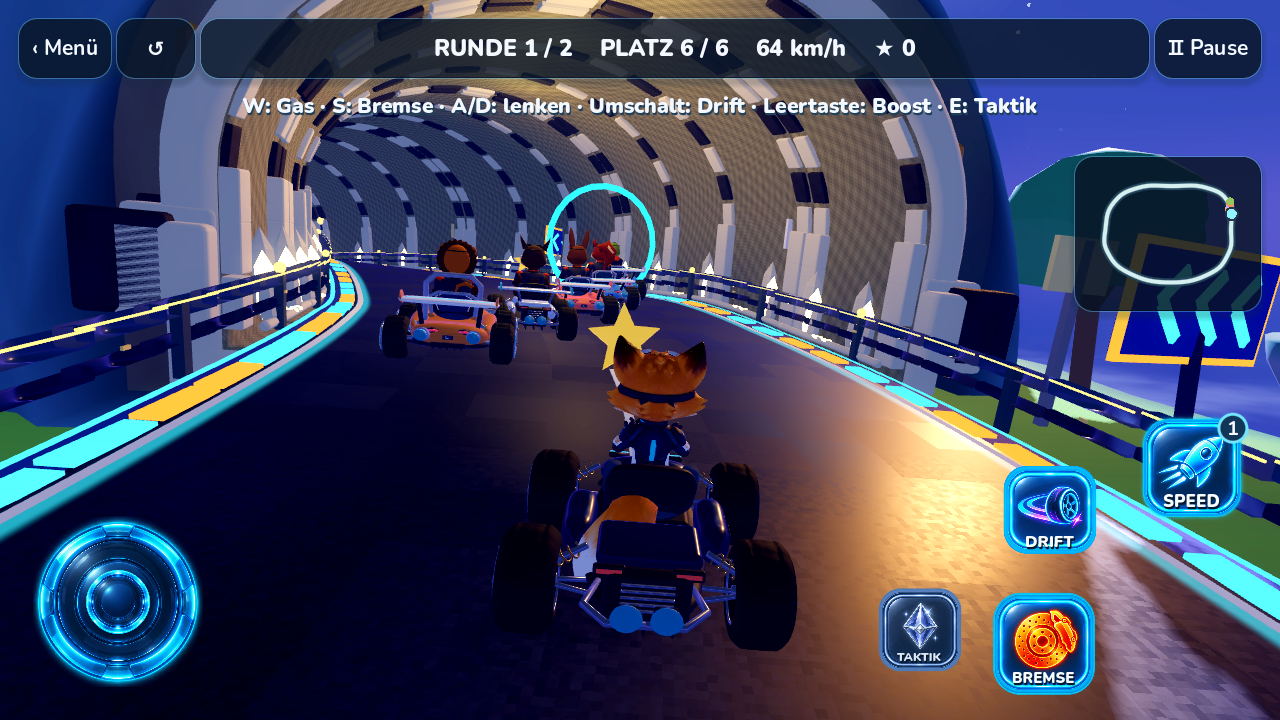 ‹ Menü
↺
RUNDE 1 / 2 PLATZ 6 / 6 64 km/h ★ 0
Ⅱ Pause
W: Gas · S: Bremse · A/D: lenken · Umschalt: Drift · Leertaste: Boost · E: Taktik
1
SPEED
DRIFT
TAKTIK
BREMSE